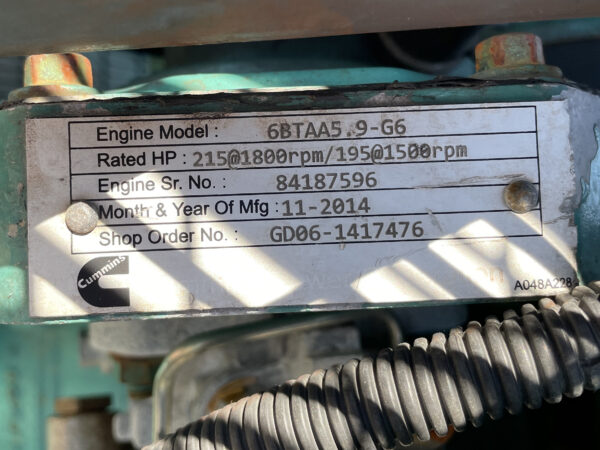 Engine Model : 6BTAA5.9-G6
Rated HP : 215@1800rpm/195@1500rpm
Engine Sr. No. : 84187596
Month & Year Of Mfg : 11-2014
Shop Order No. : GD06-1417476
Cummins
A048A228